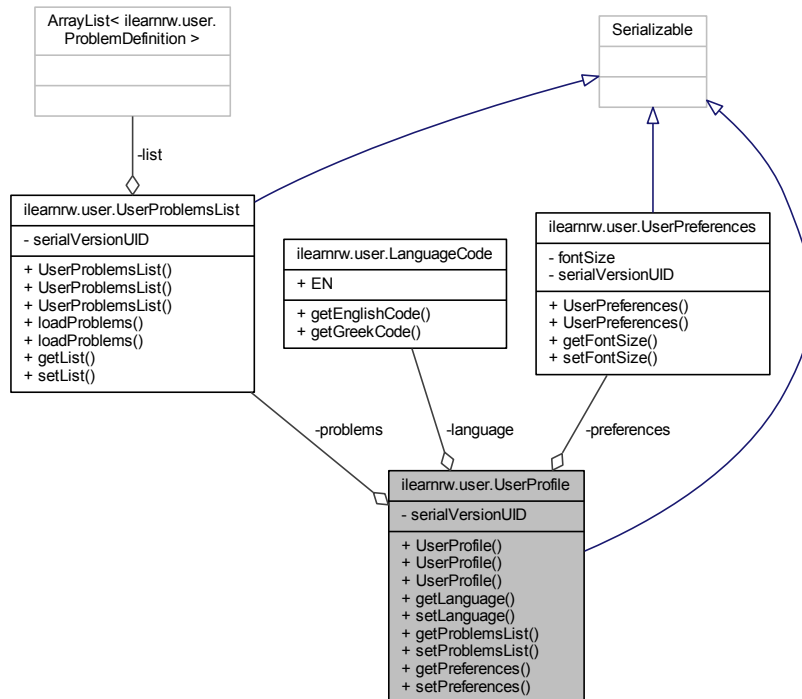 ArrayList< ilearnrw.user.
ProblemDefinition >
Serializable
-list
ilearnrw.user.UserProblemsList
- serialVersionUID
+ UserProblemsList()
+ UserProblemsList()
+ UserProblemsList()
+ loadProblems()
+ loadProblems()
+ getList()
+ setList()
ilearnrw.user.LanguageCode
+ EN
+ getEnglishCode()
+ getGreekCode()
ilearnrw.user.UserPreferences
- fontSize
- serialVersionUID
+ UserPreferences()
+ UserPreferences()
+ getFontSize()
+ setFontSize()
-problems
-language
-preferences
ilearnrw.user.UserProfile
- serialVersionUID
+ UserProfile()
+ UserProfile()
+ UserProfile()
+ getLanguage()
+ setLanguage()
+ getProblemsList()
+ setProblemsList()
+ getPreferences()
+ setPreferences()